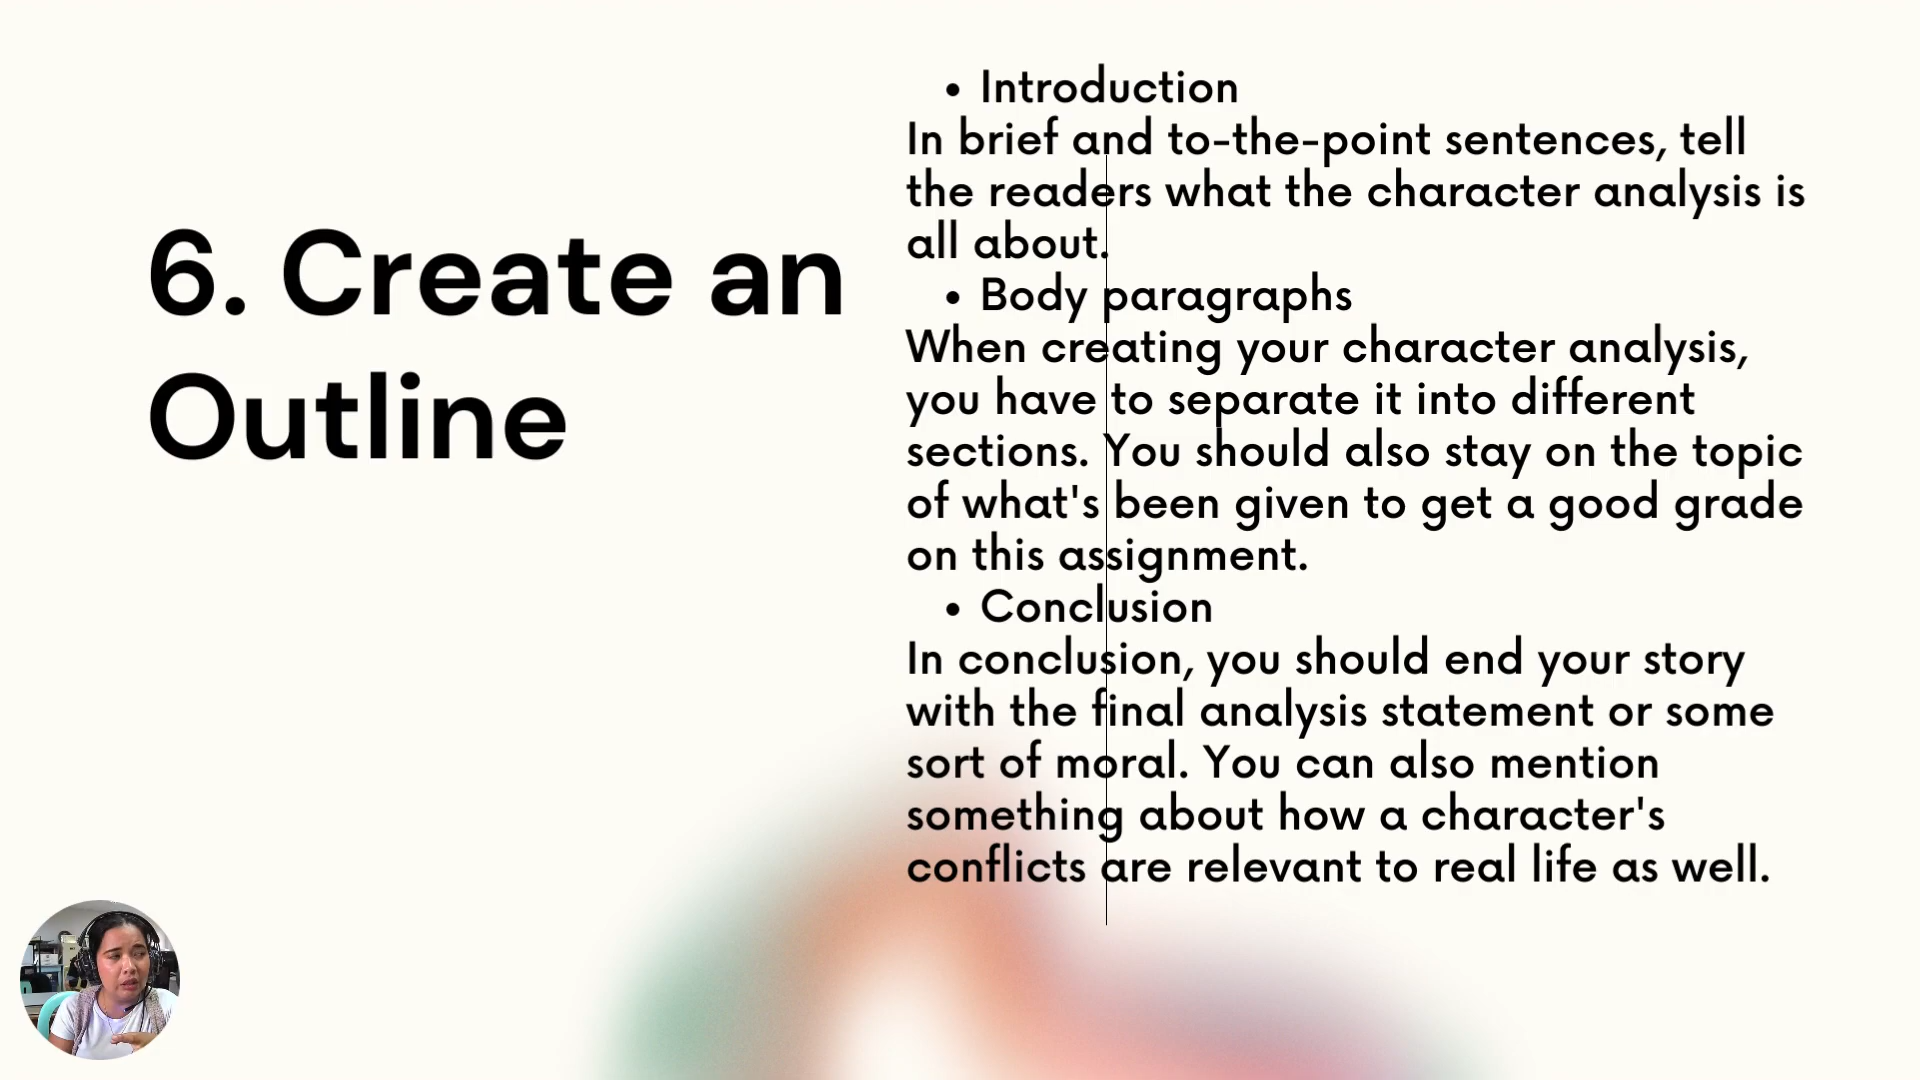 6. Create an
Outline
• Introduction
In brief and to-the-point sentences, tell
the readers what the character analysis is
all about.
• Body paragraphs
When creating your character analysis,
you have to separate it into different
sections. You should also stay on the topic
of what's been given to get a good grade
on this assignment.
• Conclusion
In conclusion, you should end your story
with the final analysis statement or some
sort of moral. You can also mention
something about how a character's
conflicts are relevant to real life as well.